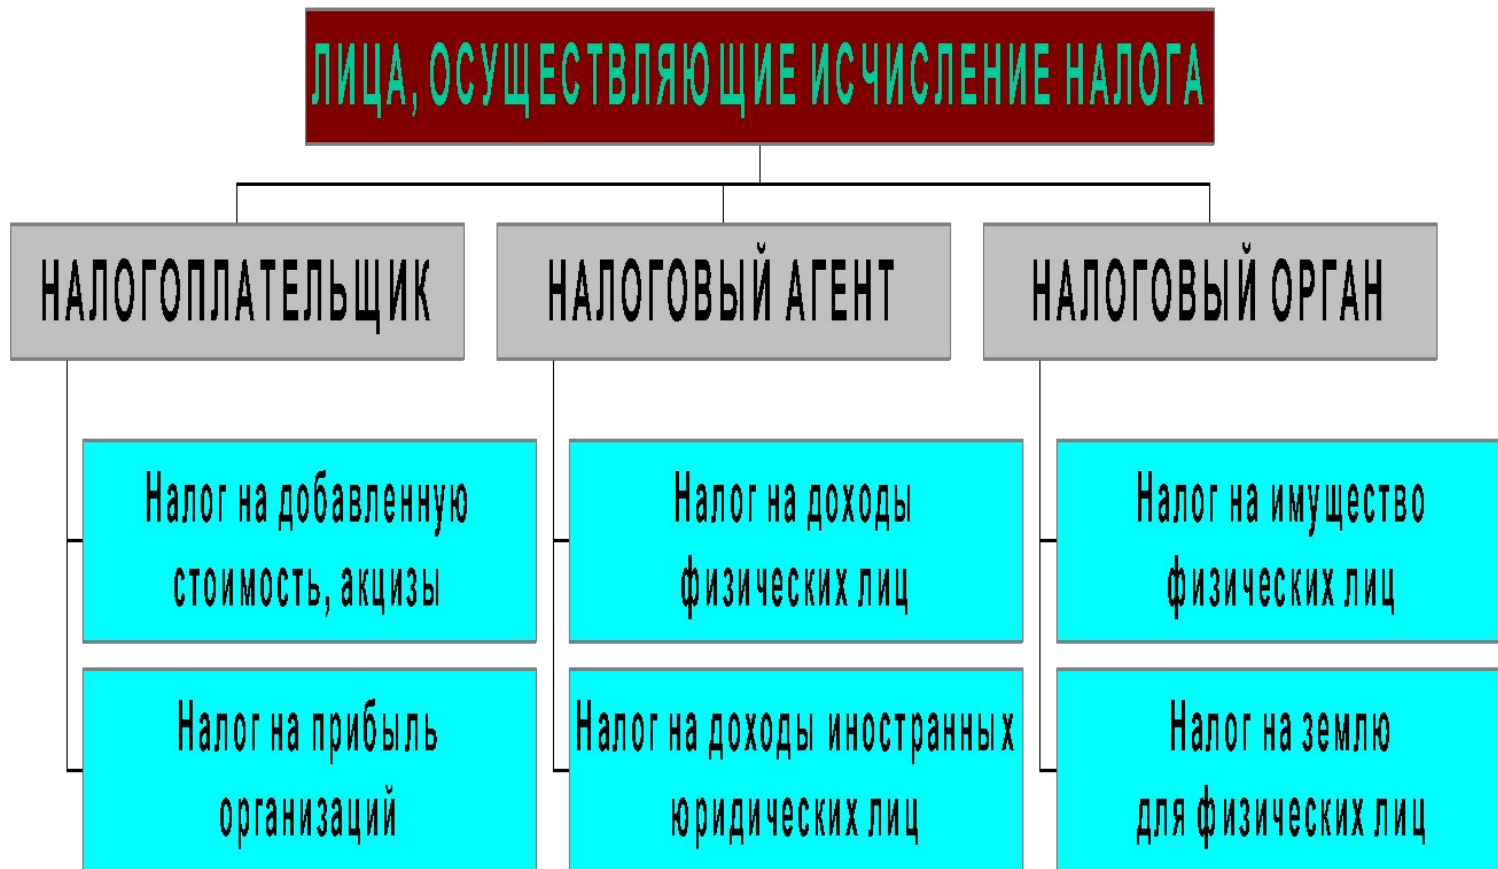 ЛИЦА, ОСУЩЕСТВЛЯЮЩИЕ ИСЧИСЛЕНИЕ НАЛОГА
НАЛОГОПЛАТЕЛЬЩИК
НАЛОГОВЫЙ АГЕНТ
НАЛОГОВЫЙ ОРГАН
Налог на добавленную
стоимость, акцизы
Налог на прибыль
организаций
Налог на доходы
физических лиц
Налог на доходы иностранных
юридических лиц
Налог на имущество
физических лиц
Налог на землю
для физических лиц